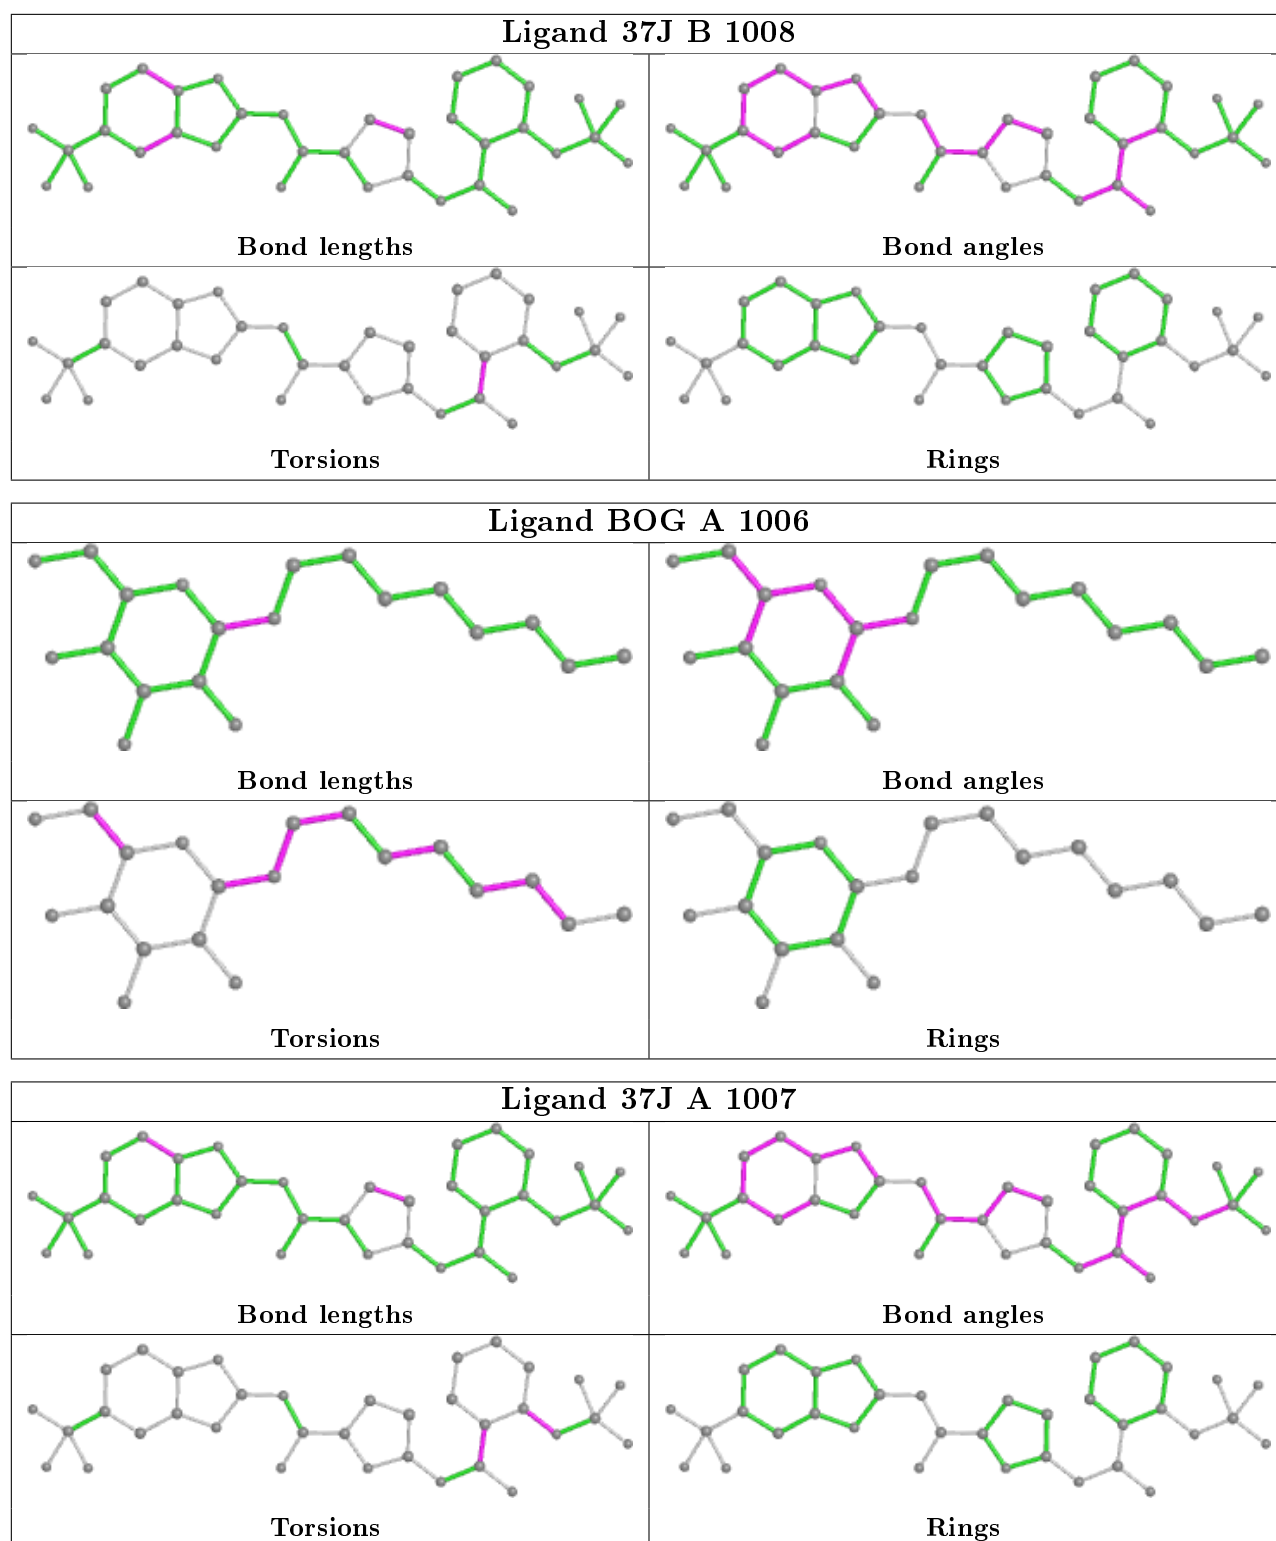 Ligand 37J B 1008
Bond lengths
Bond angles
Torsions
Rings
Ligand BOG A 1006
Bond lengths
Bond angles
Torsions
Rings
Ligand 37J A 1007
Bond lengths
Bond angles
Torsions
Rings